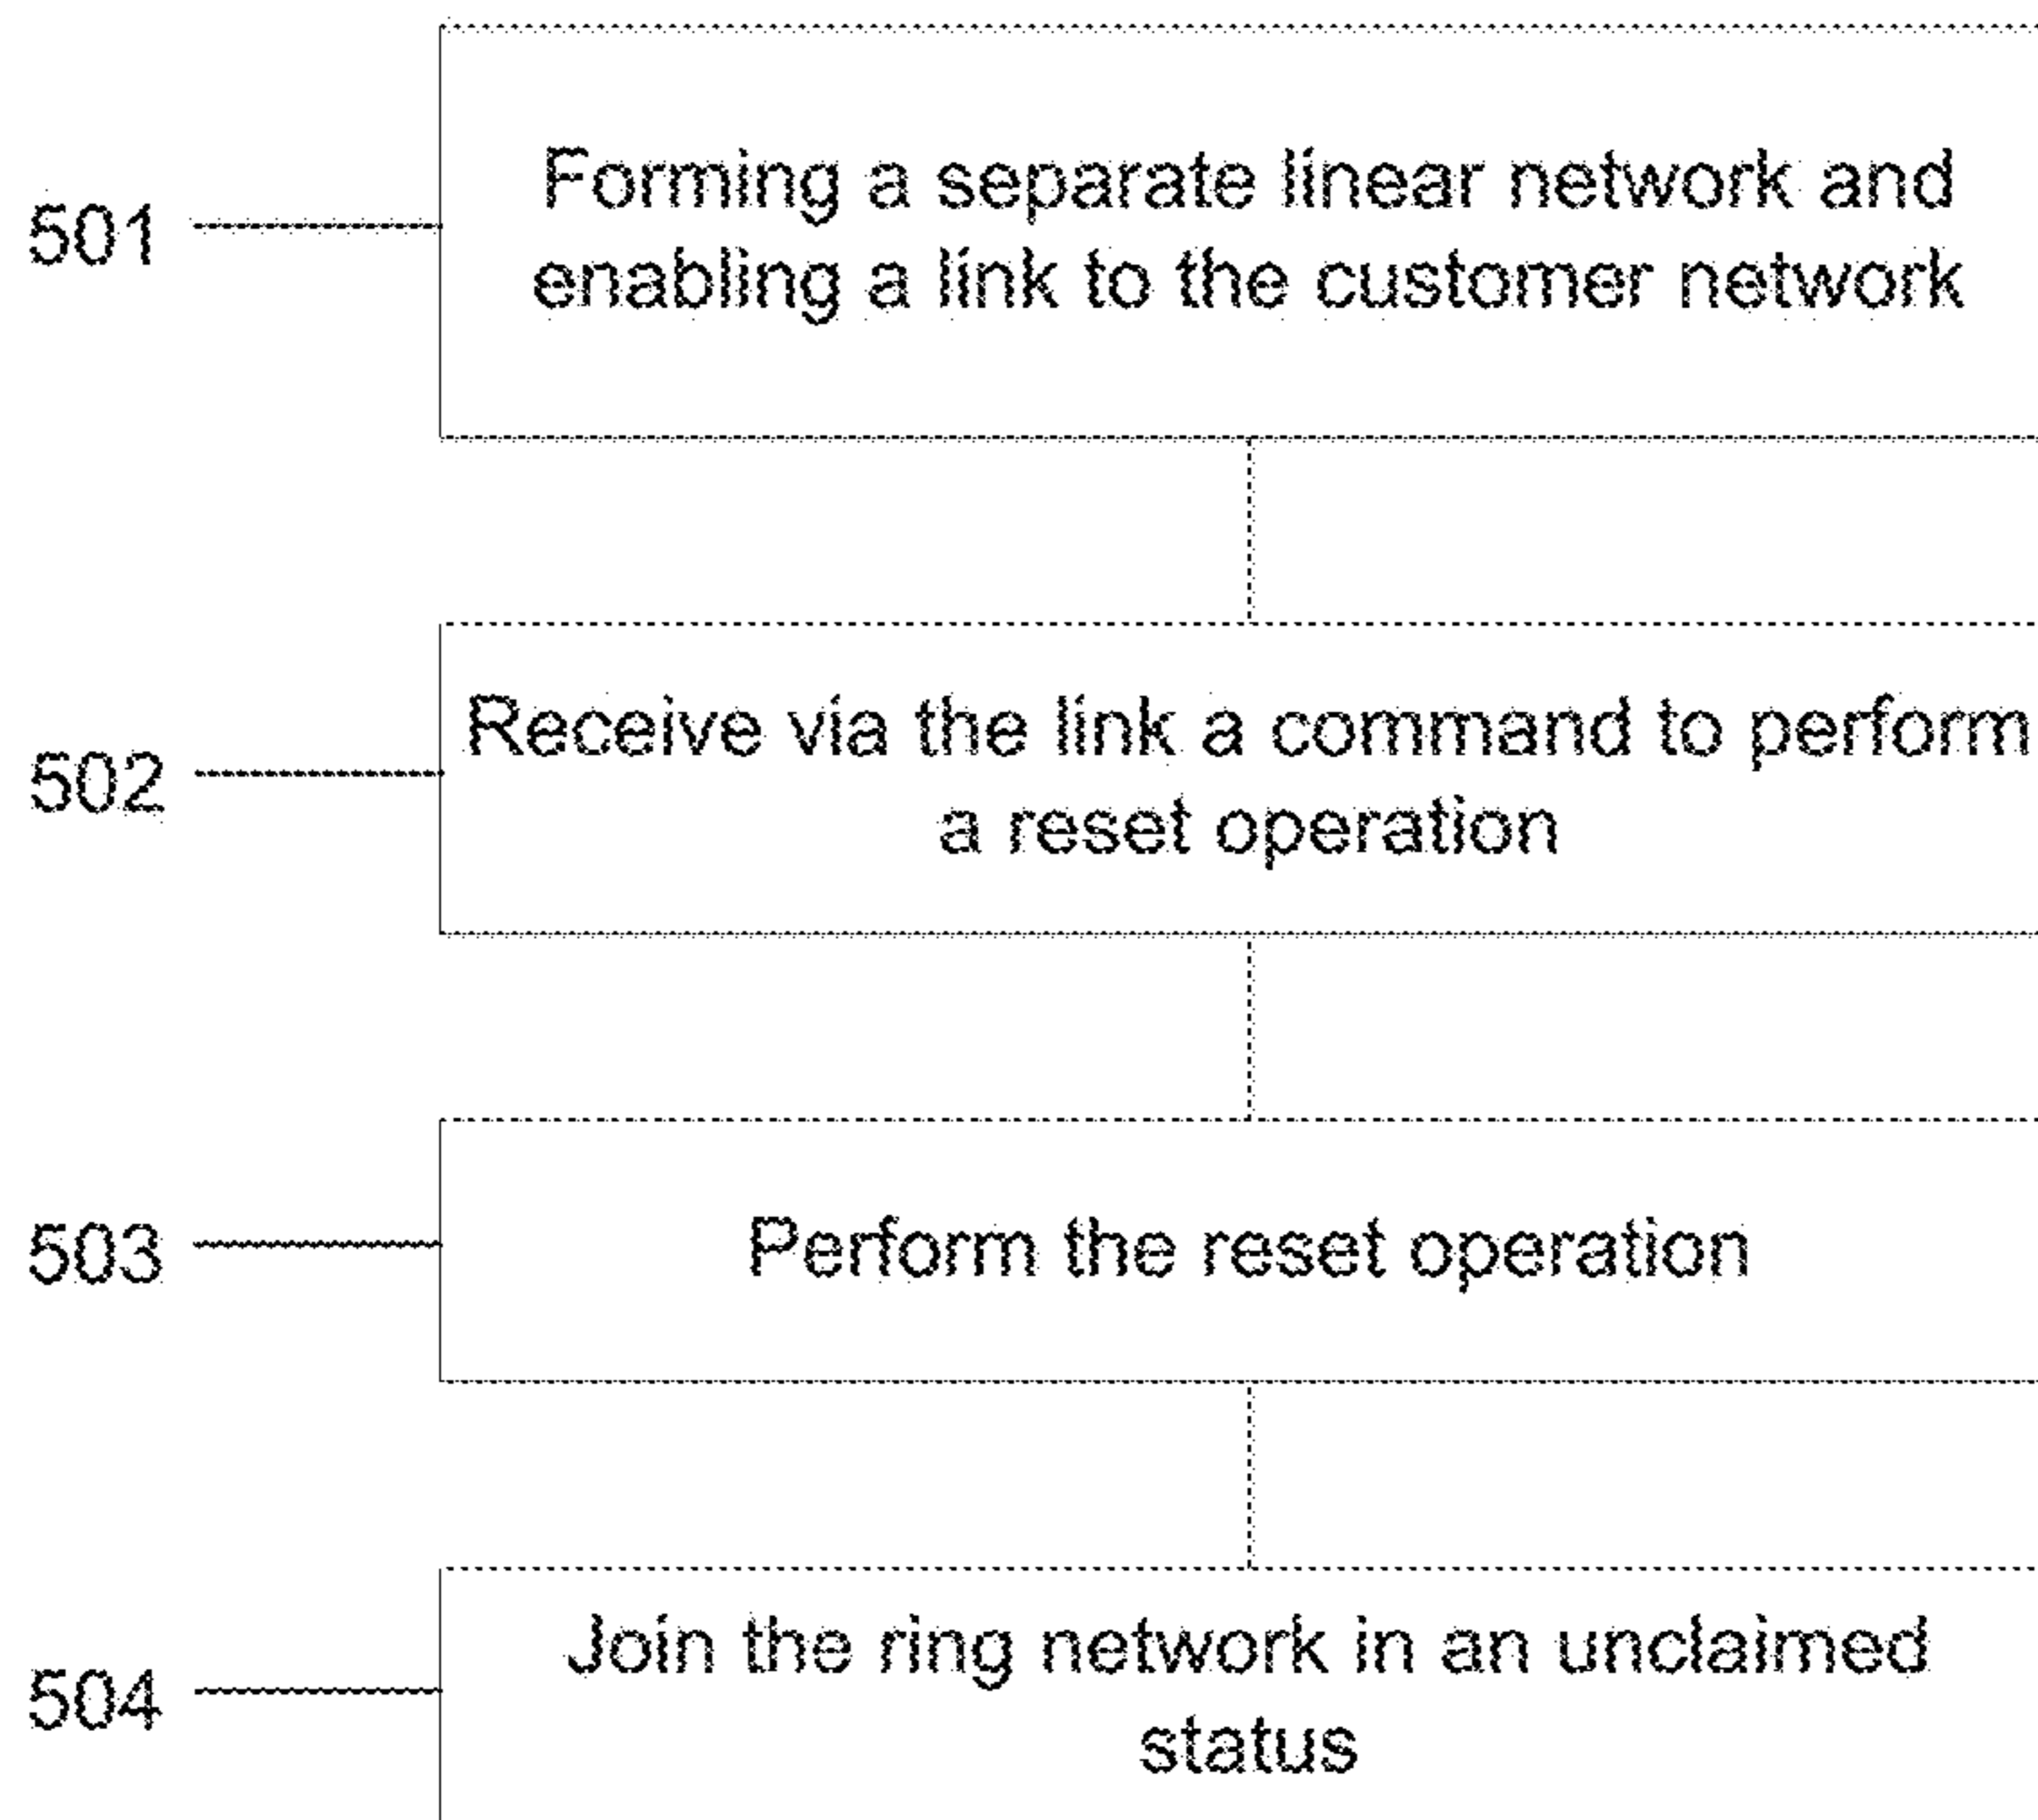 501
Forming a separate linear network and
enabling a link to the customer network
502
Receive via the link a command to perform
a reset operation
503
Perform the reset operation
504
Join the ring network in an unclaimed
status